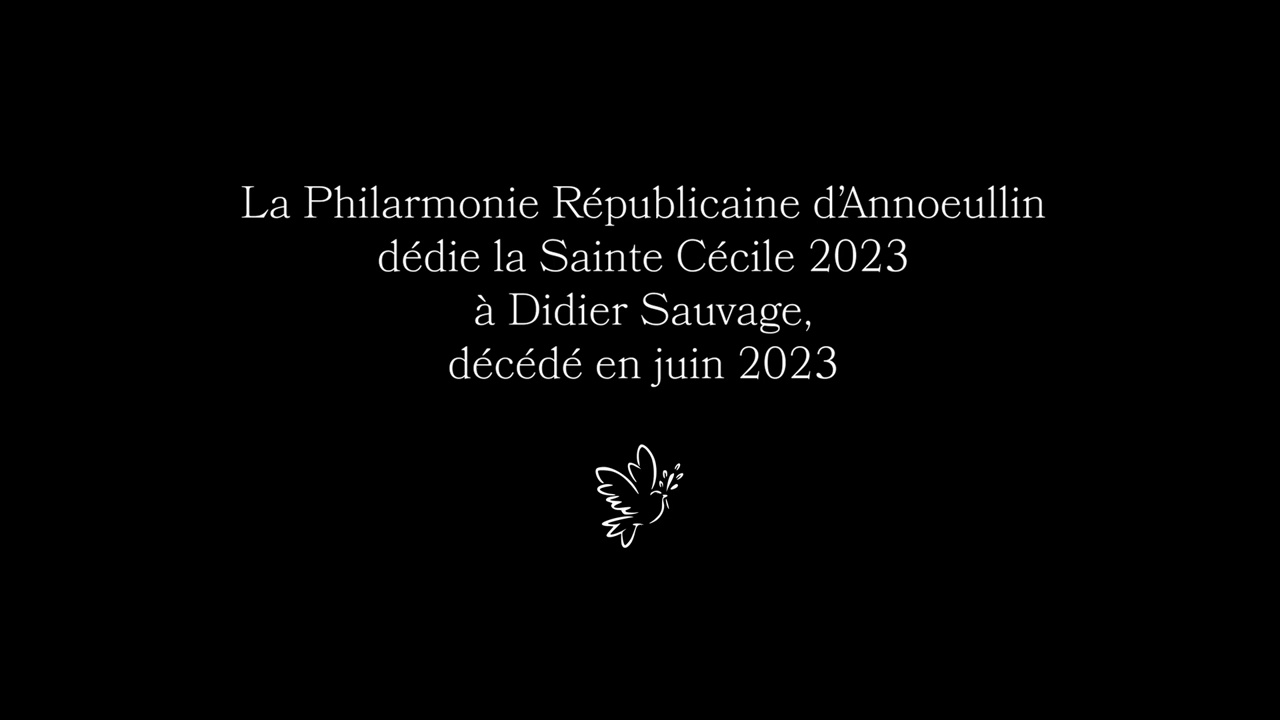 La Philarmonie Républicaine d’Annoeullin
dédie la Sainte Cécile 2023
à Didier Sauvage,
décédé en juin 2023